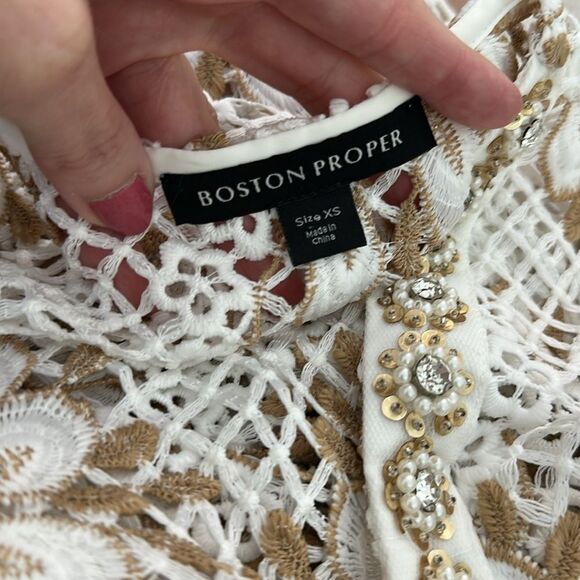 BOSTON PROPER
Size XS
Made in
China